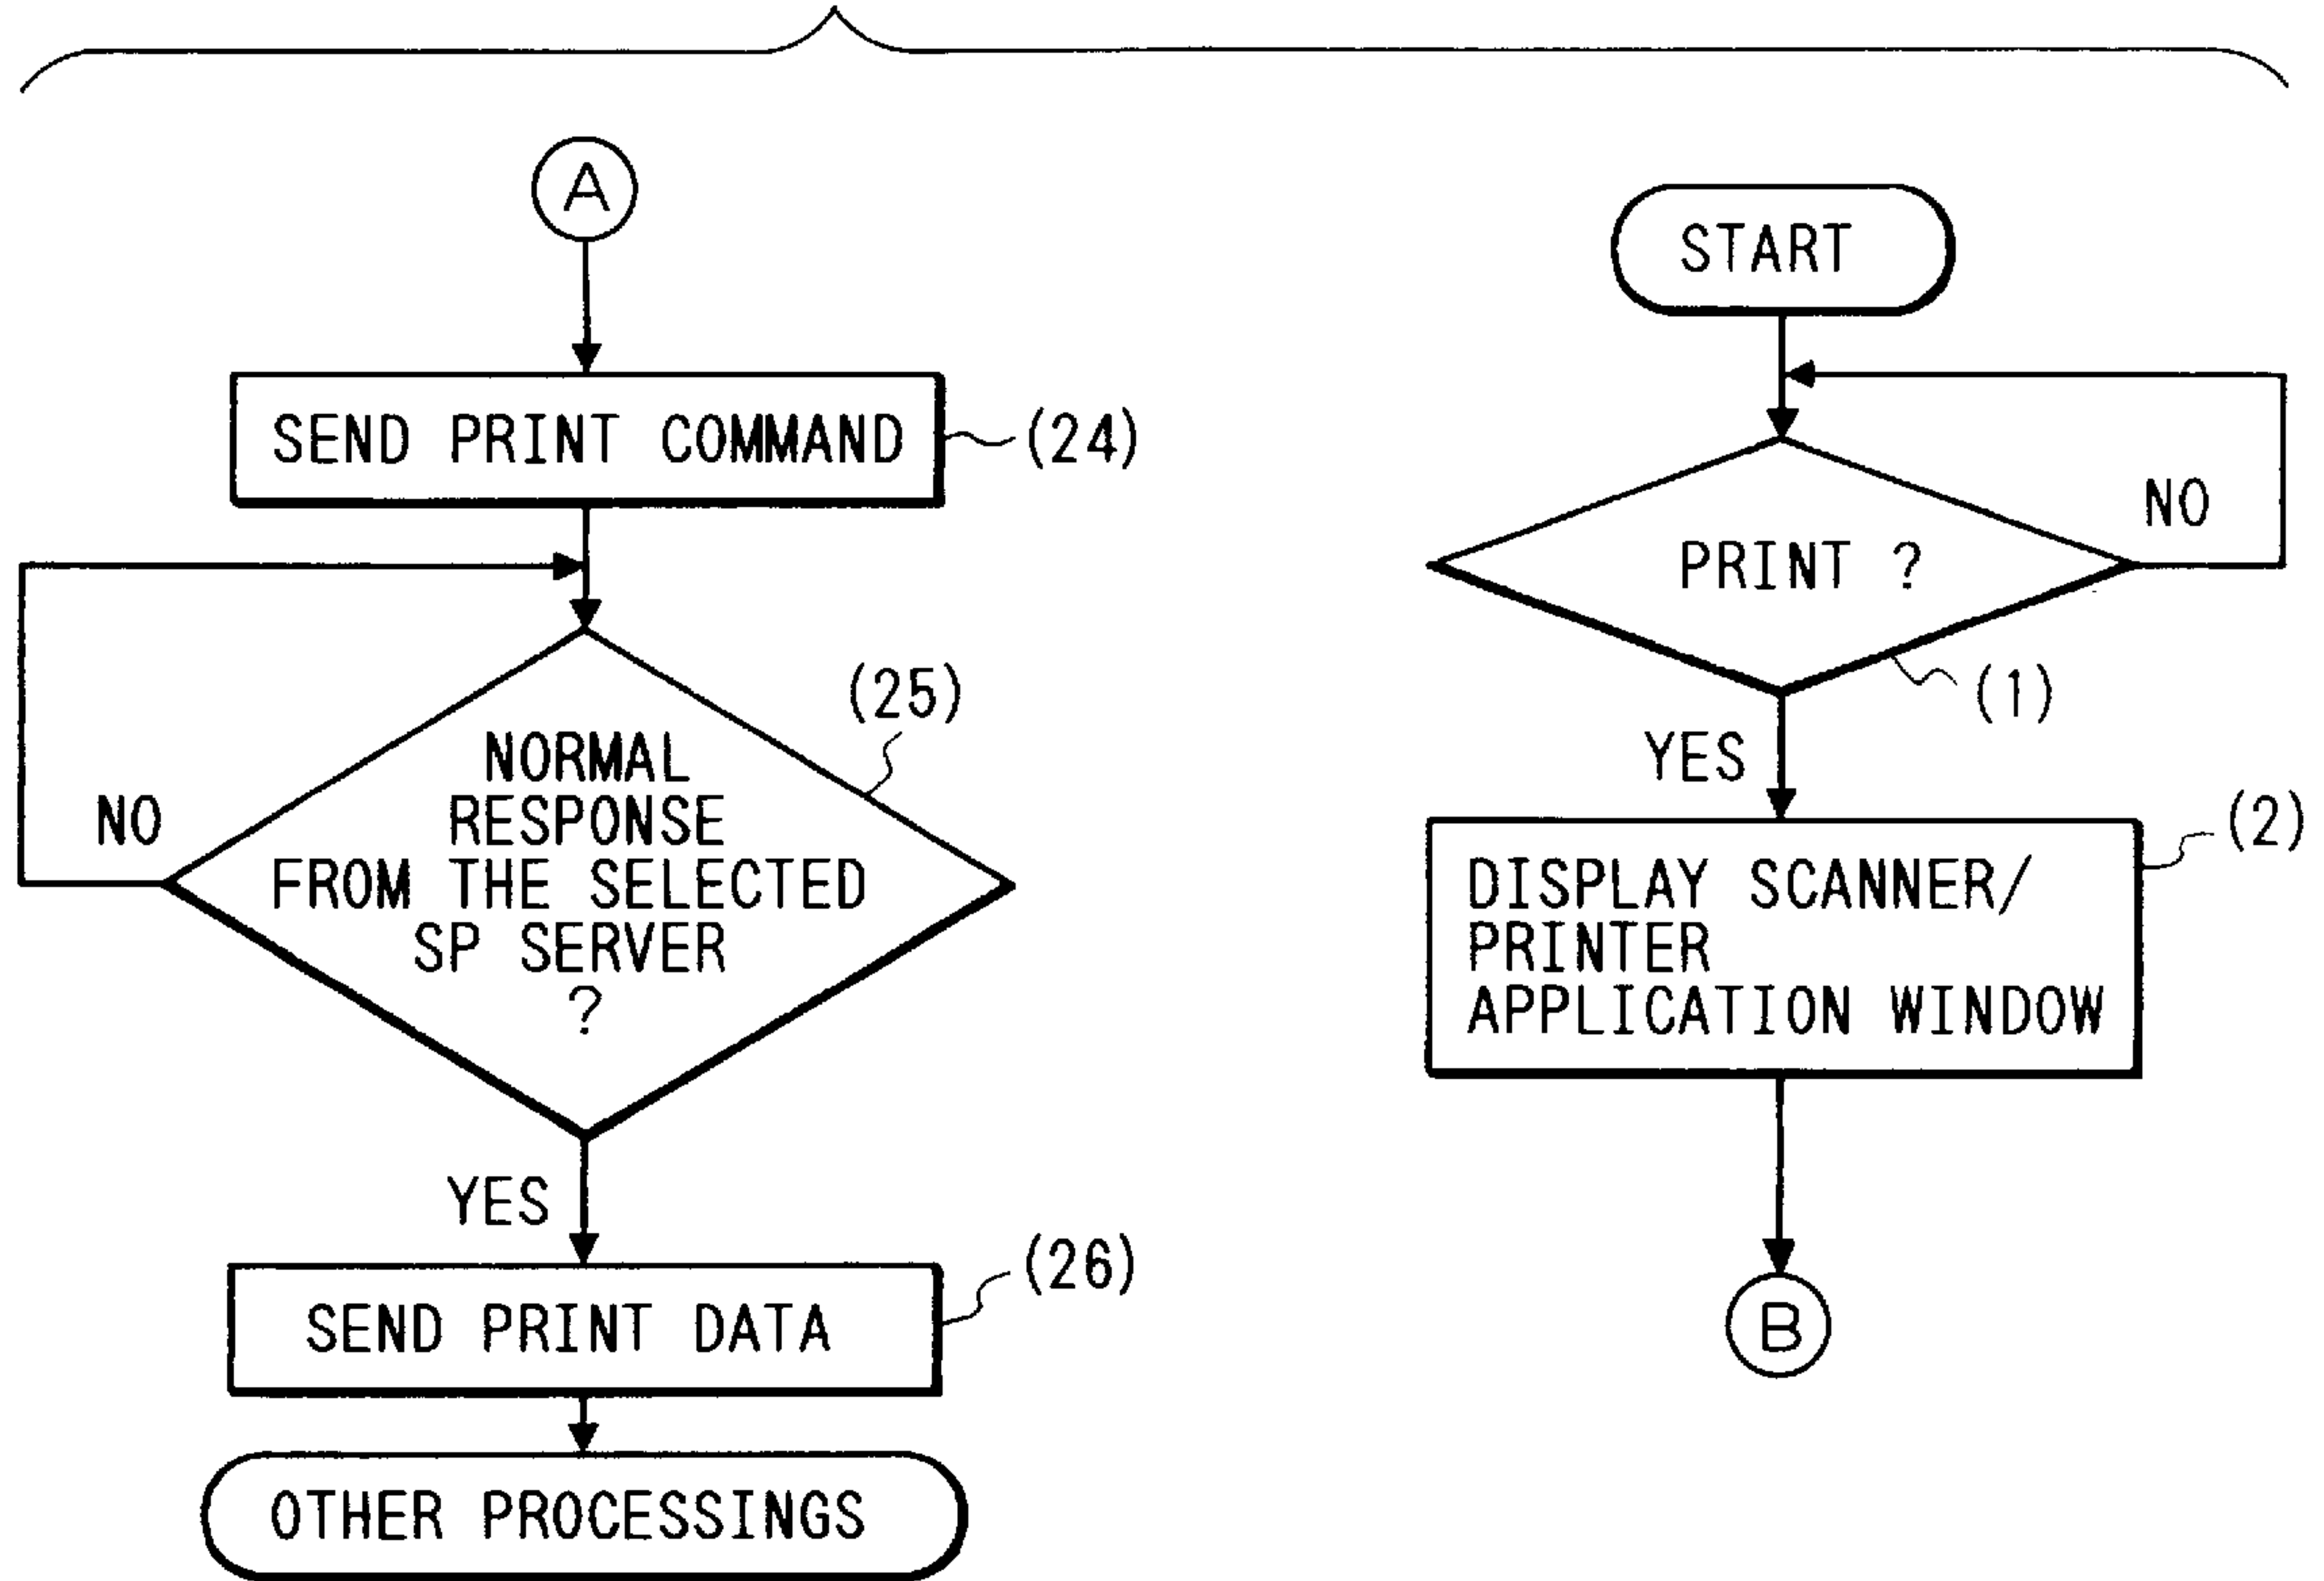 A
SEND PRINT COMMAND
(24)
NORMAL
RESPONSE
FROM THE SELECTED
SP SERVER
?
(25)
NO
YES
SEND PRINT DATA
(26)
OTHER PROCESSINGS
START
PRINT ?
NO
(1)
YES
DISPLAY SCANNER/
PRINTER
APPLICATION WINDOW
(2)
B